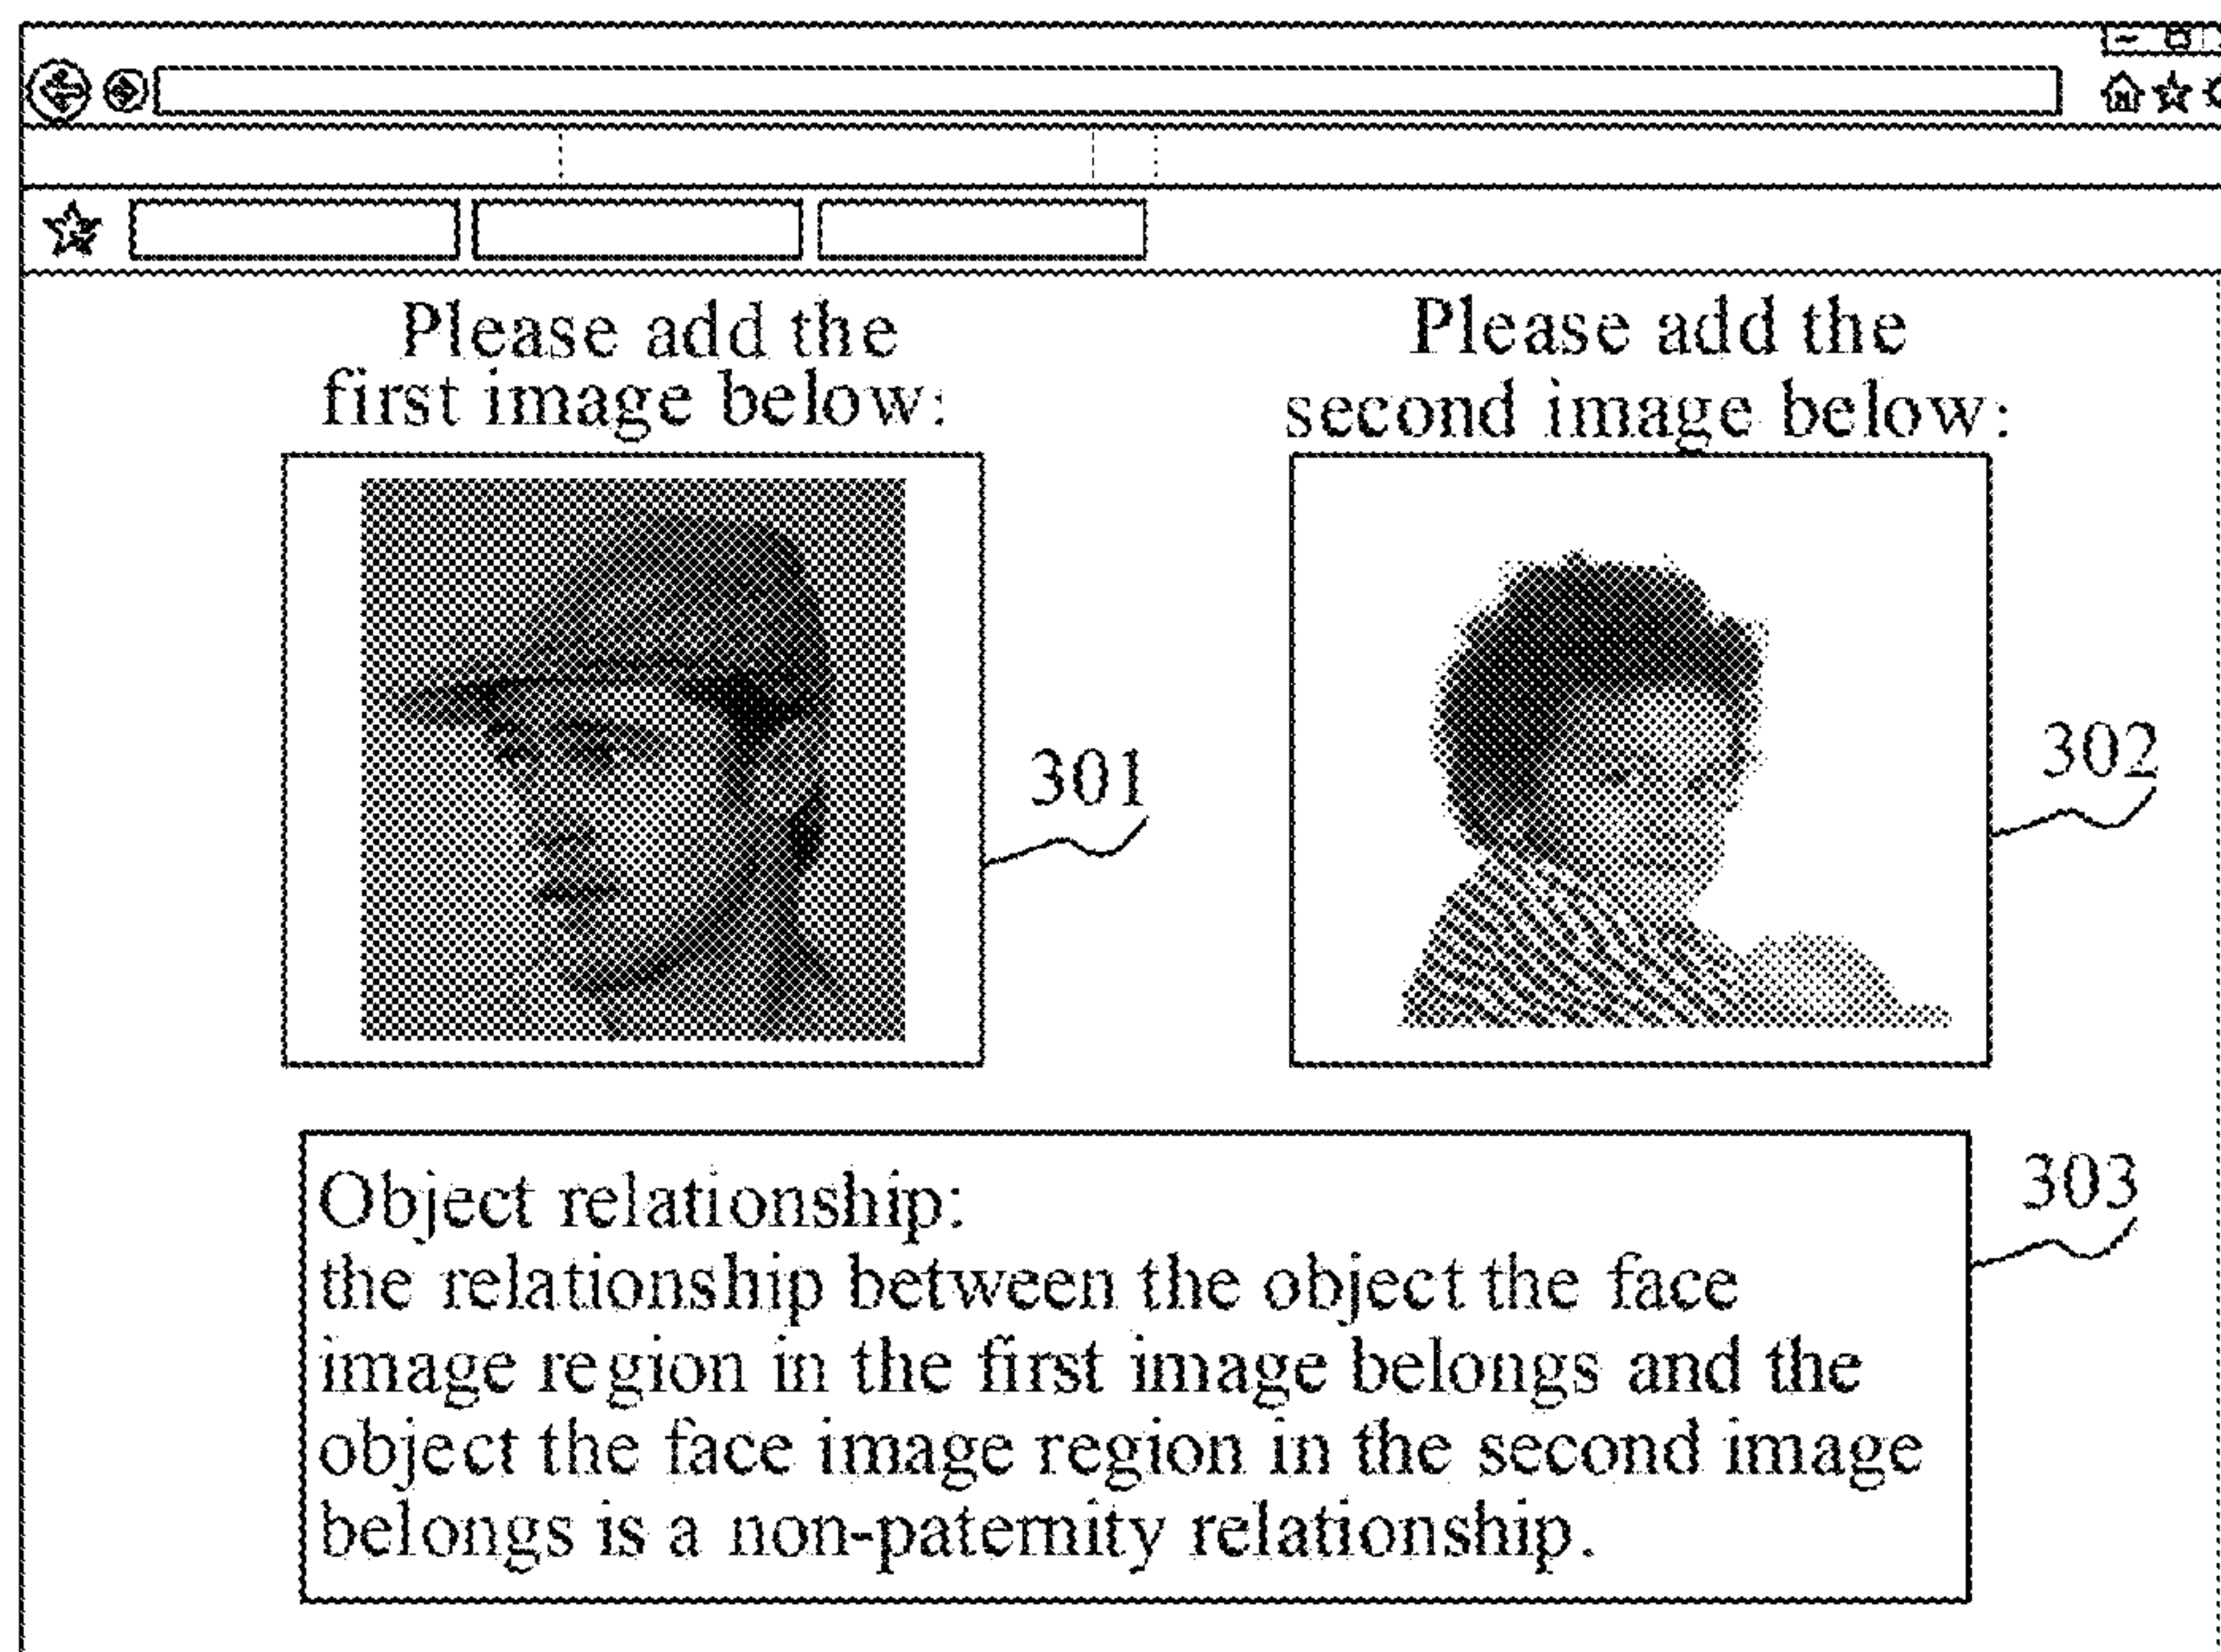 Please add the
first image below:
Please add the
second image below:
301
302
303
Object relationship:
the relationship between the object the face
image region in the first image belongs and the
object the face image region in the second image
belongs is a non-paternity relationship.